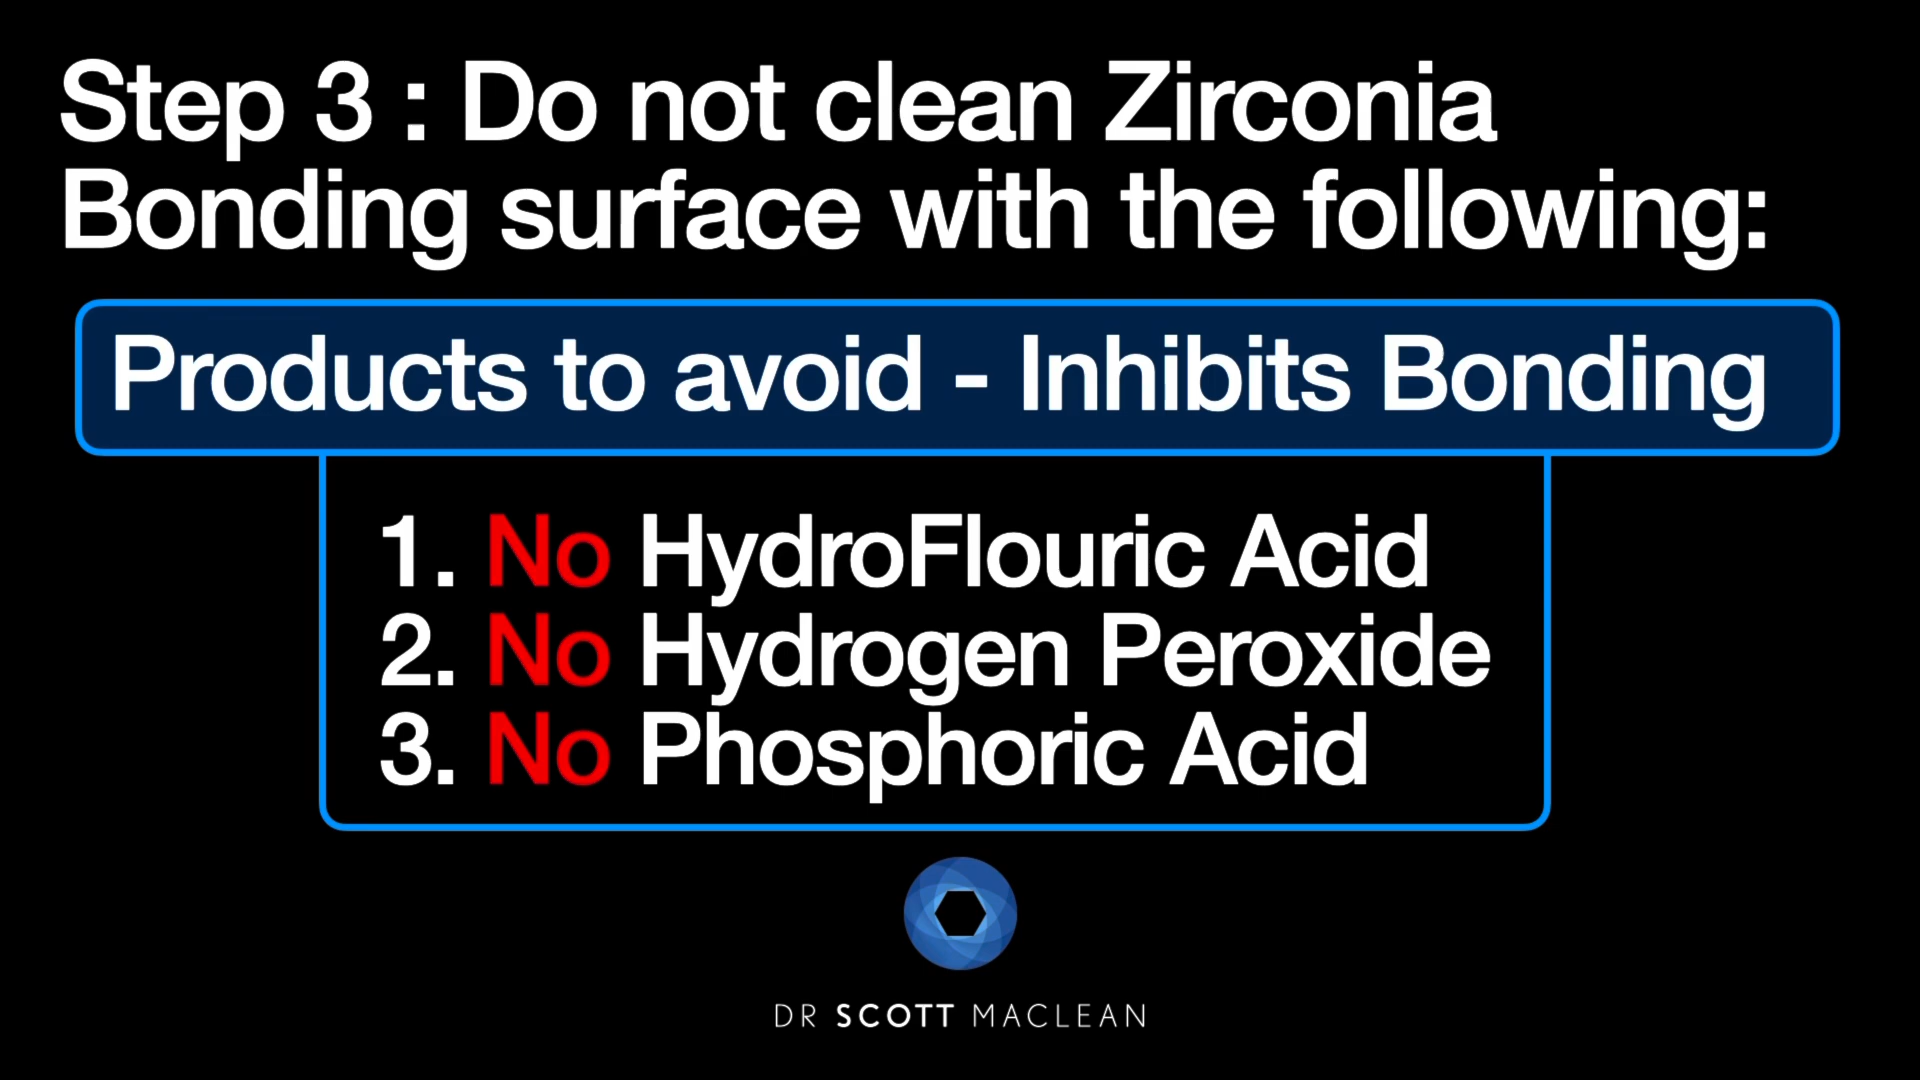 Step 3 : Do not clean Zirconia
Bonding surface with the following:
Products to avoid - Inhibits Bonding
1. No HydroFlouric Acid
2. No Hydrogen Peroxide
3. No Phosphoric Acid
DR SCOTT MACLEAN